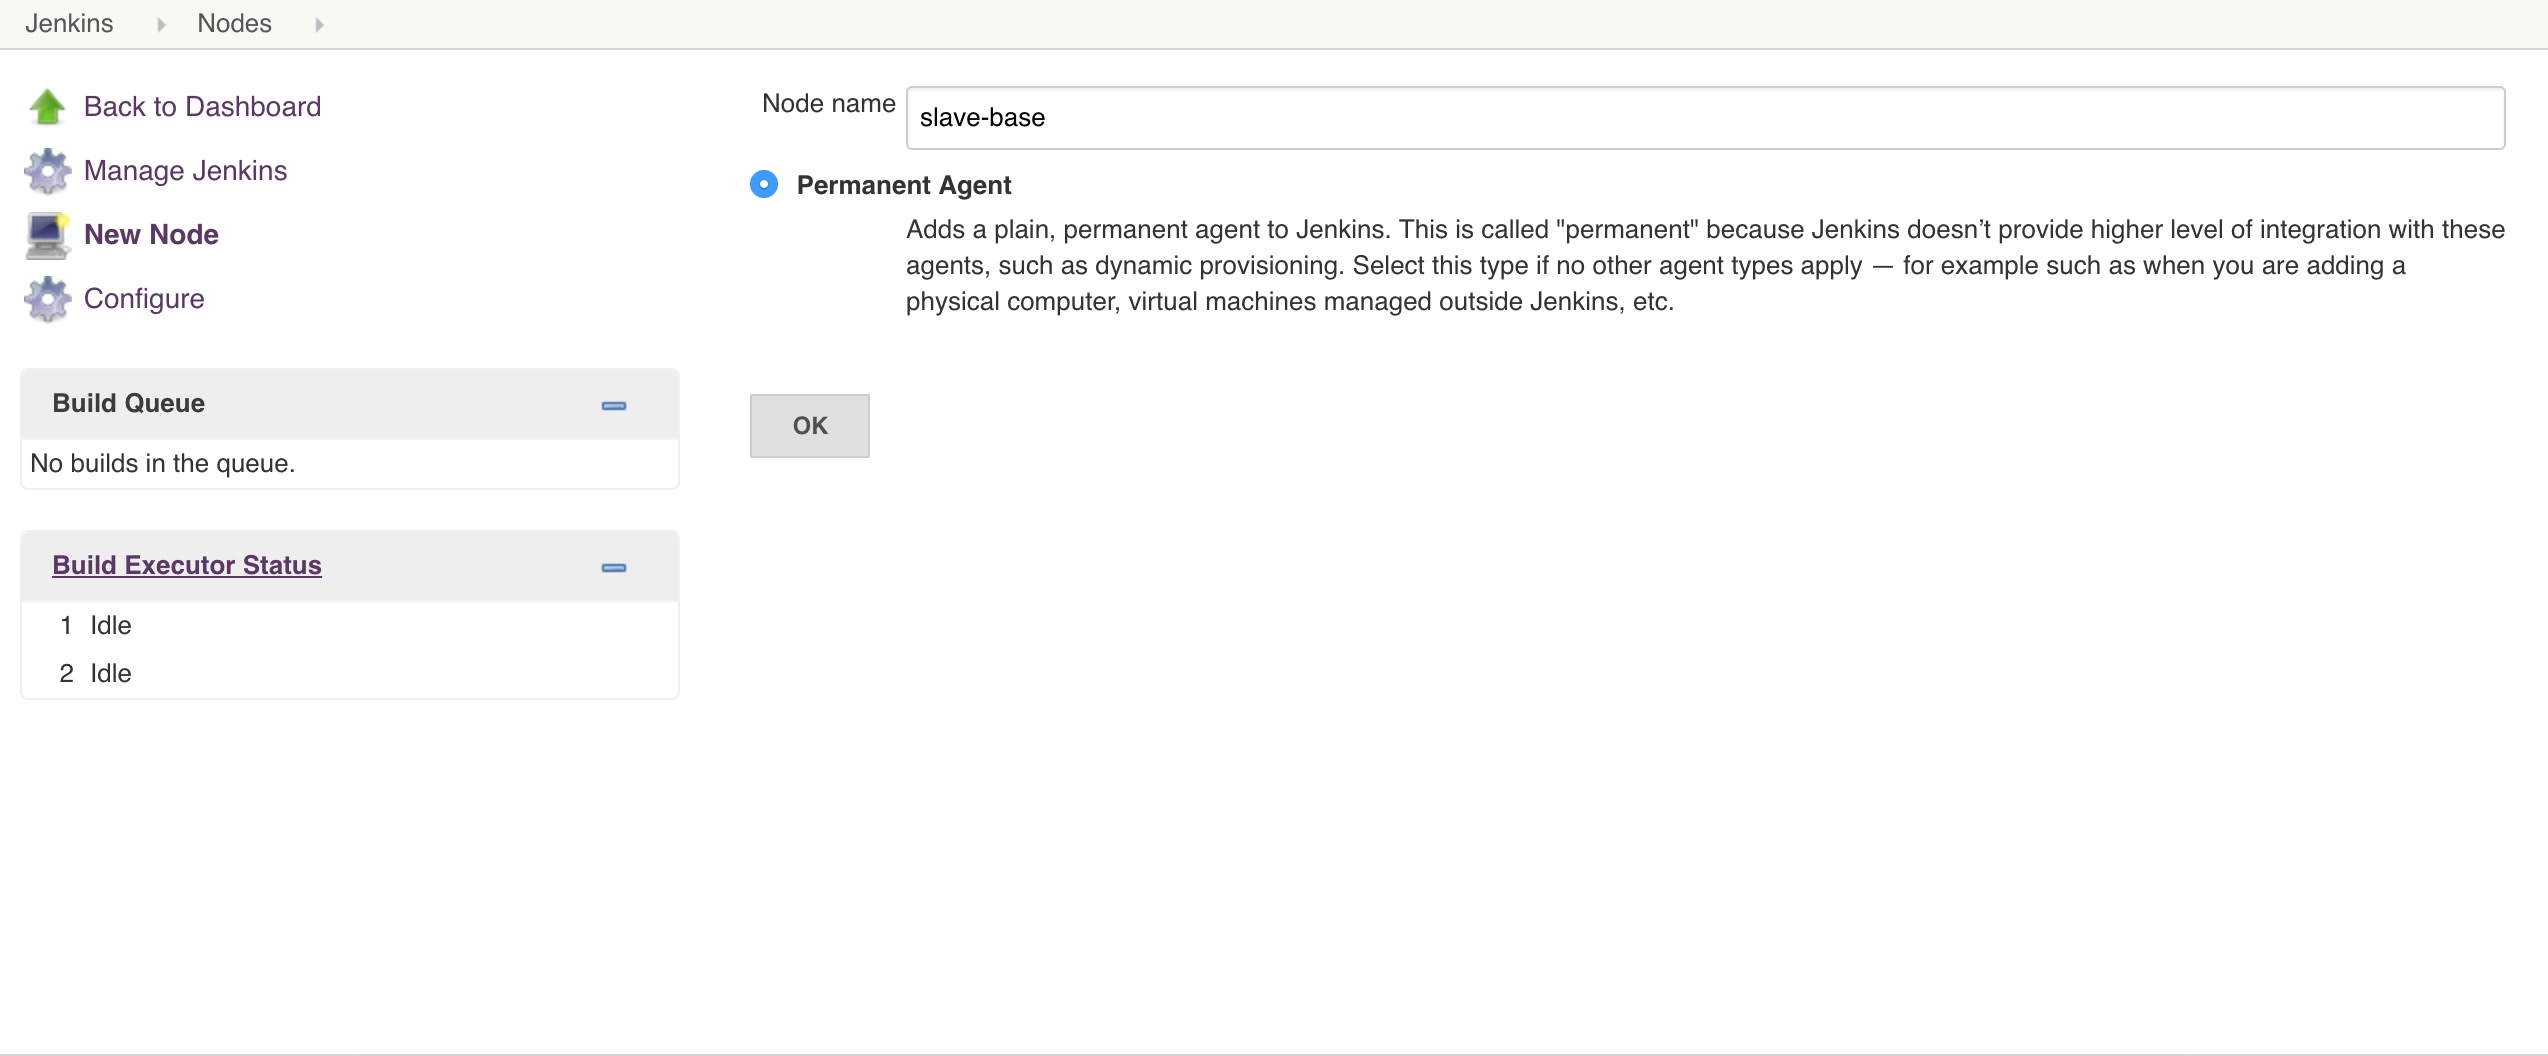 Jenkins
Nodes
Back to Dashboard
Manage Jenkins
New Node
Configure
Build Queue
No builds in the queue.
Build Executor Status
1 Idle
2 Idle
Node name
slave-base
Permanent Agent
Adds a plain, permanent agent to Jenkins. This is called "permanent" because Jenkins doesn’t provide higher level of integration with these
agents, such as dynamic provisioning. Select this type if no other agent types apply — for example such as when you are adding a
physical computer, virtual machines managed outside Jenkins, etc.
OK